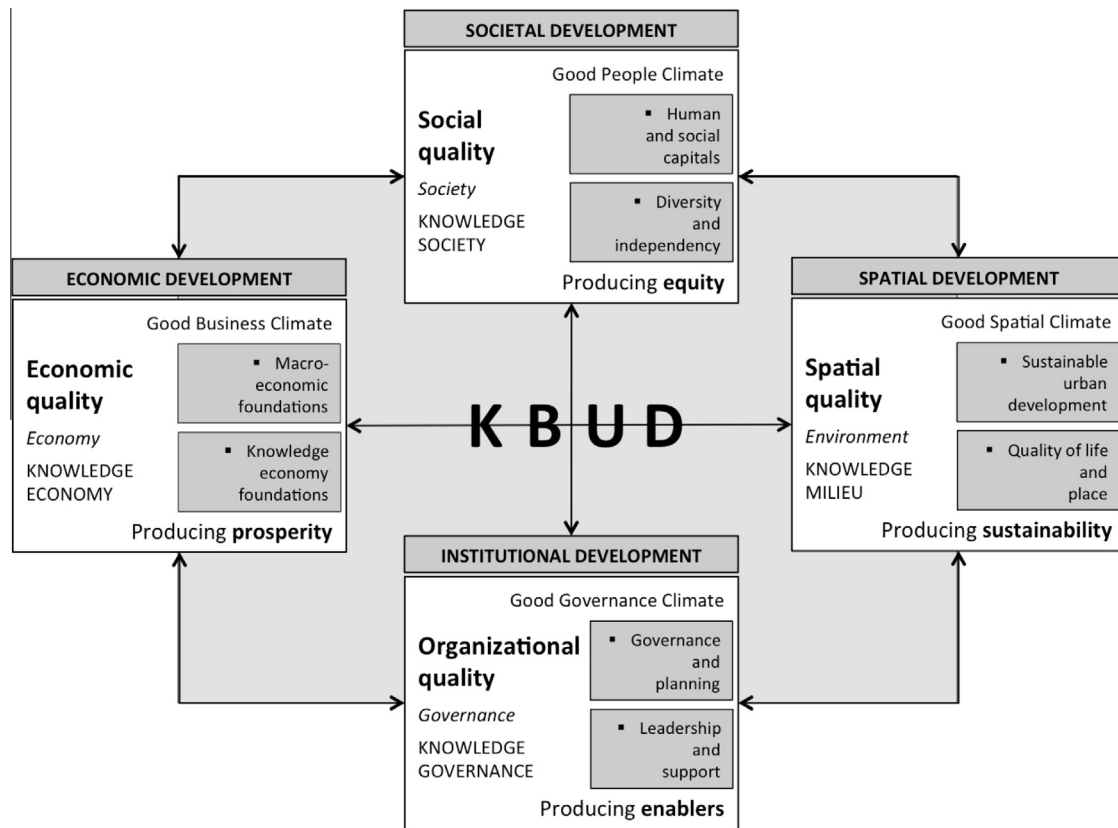 SOCIETAL DEVELOPMENT
Good People Climate
Social
quality
Society
KNOWLEDGE
SOCIETY
▪ Human
and social
capitals
▪ Diversity
and
independency
Producing equity
ECONOMIC DEVELOPMENT
Good Business Climate
Economic
quality
Economy
KNOWLEDGE
ECONOMY
▪ Macro-
economic
foundations
▪ Knowledge
economy
foundations
Producing prosperity
K B U D
SPATIAL DEVELOPMENT
Good Spatial Climate
Spatial
quality
Environment
KNOWLEDGE
MILIEU
▪ Sustainable
urban
development
▪ Quality of life
and
place
Producing sustainability
INSTITUTIONAL DEVELOPMENT
Good Governance Climate
Organizational
quality
Governance
KNOWLEDGE
GOVERNANCE
▪ Governance
and
planning
▪ Leadership
and
support
Producing enablers